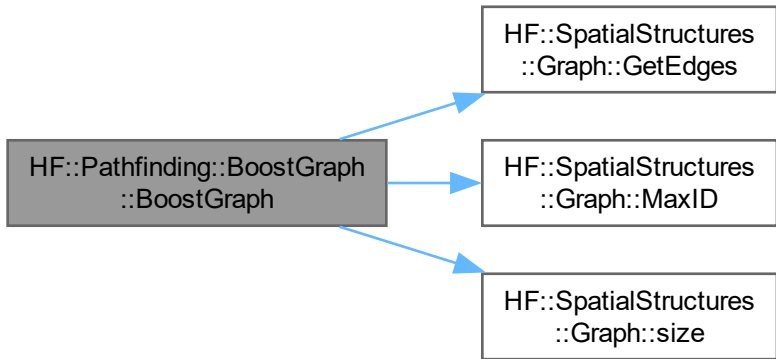 HF::SpatialStructures
::Graph::GetEdges
HF::Pathfinding::BoostGraph
::BoostGraph
HF::SpatialStructures
::Graph::MaxID
HF::SpatialStructures
::Graph::size